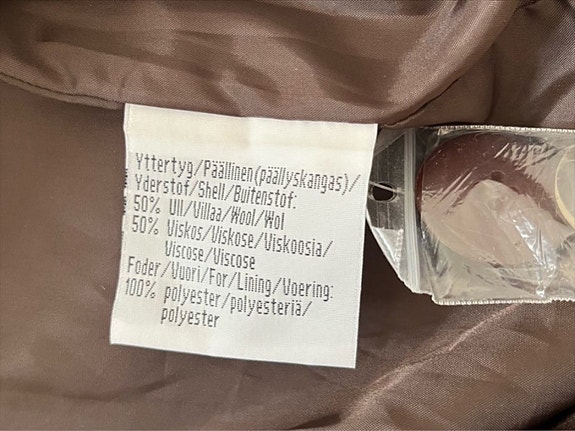 Yttertyg/Päällinen(päällyskangas)/
Yderstof/Shell/Buitenstof:
50% Ull/Villaa/Wool/Wol
50% Viskos/Viskose/Viskoosia/
Viscose/Viscose
Foder/Vuori/For/Lining/Voering:
100% polyester/polyesteriä/
polyester